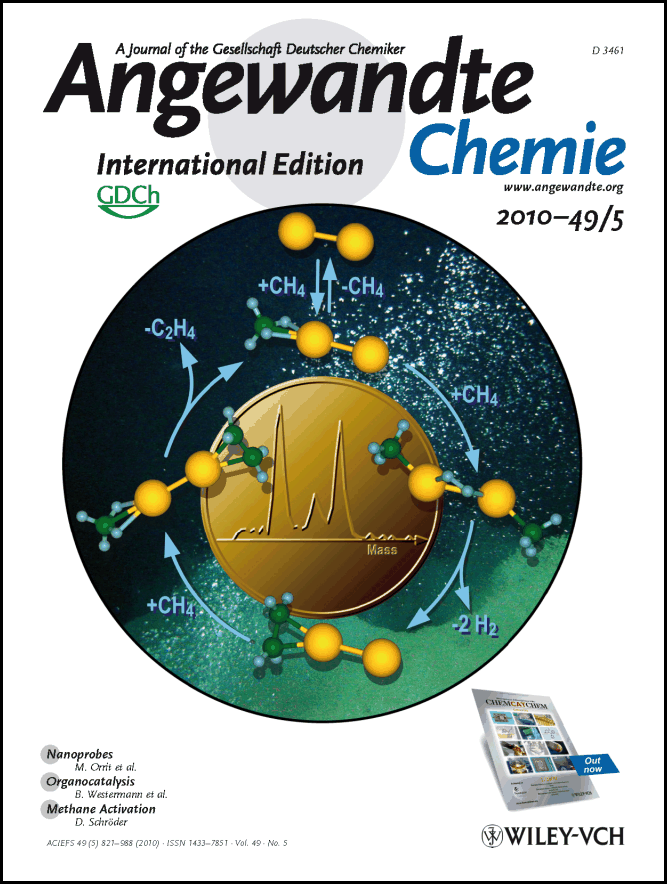 A Journal of the Gesellschaft Deutscher Chemiker
D 3461
Angewandte
Chemie
International Edition
www.angewandte.org
GDCh
2010–49/5
+CH4 -CH4
-C2H4
+CH4
Mass
+CH4
-2 H2
CHEMCATCHEM
Out
now
Nanoprobes
M. Orrit et al.
Organocatalysis
B. Westermann et al.
Methane Activation
D. Schröder
ACIEFS 49 (5) 821–988 (2010) · ISSN 1433–7851 · Vol. 49 · No. 5
WILEY-VCH